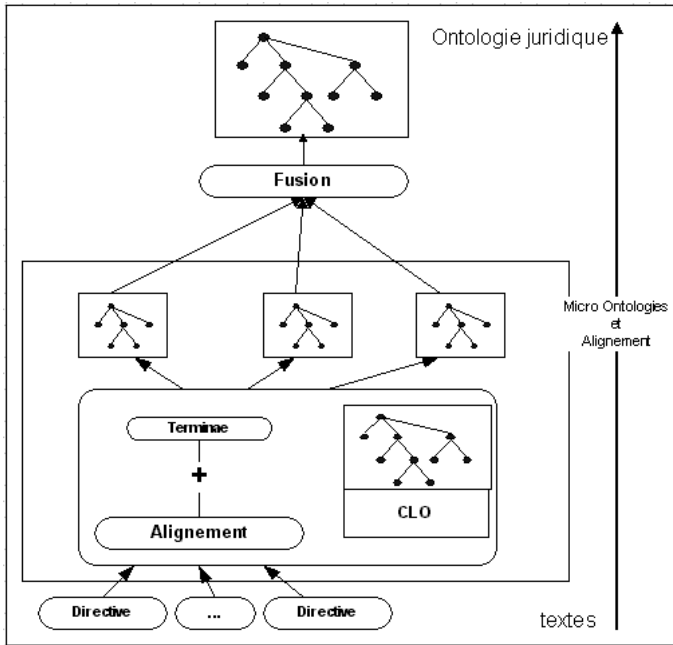 Ontologie juridique
Fusion
Micro Ontologies
et
Alignement
Terminae
+
CLO
Alignement
Directive
...
Directive
textes